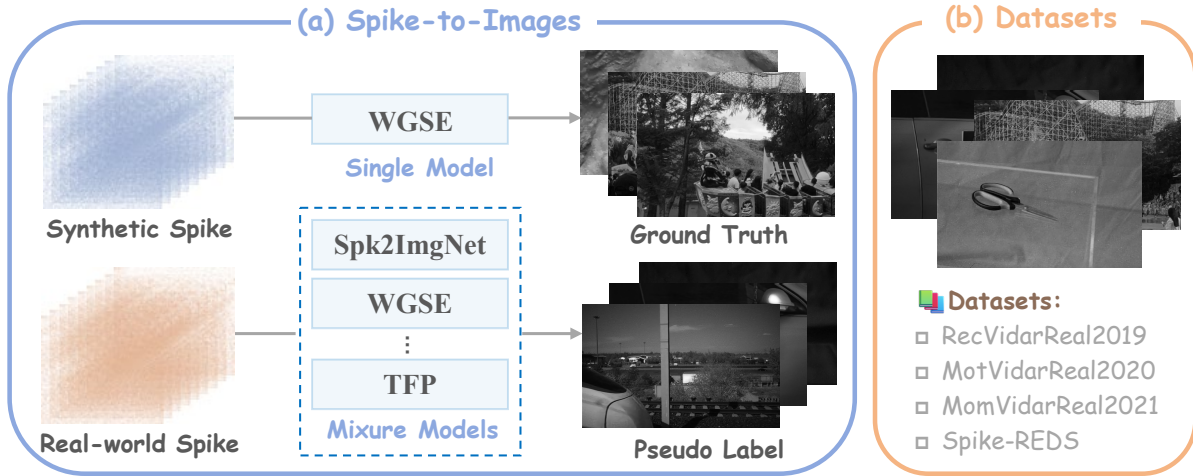 (a) Spike-to-Images
WGSE
Single Model
Synthetic Spike
Ground Truth
Spk2ImgNet
WGSE
⋮
TFP
Mixure Models
Real-world Spike
Pseudo Label
(b) Datasets
Datasets:
RecVidarReal2019
MotVidarReal2020
MomVidarReal2021
Spike-REDS